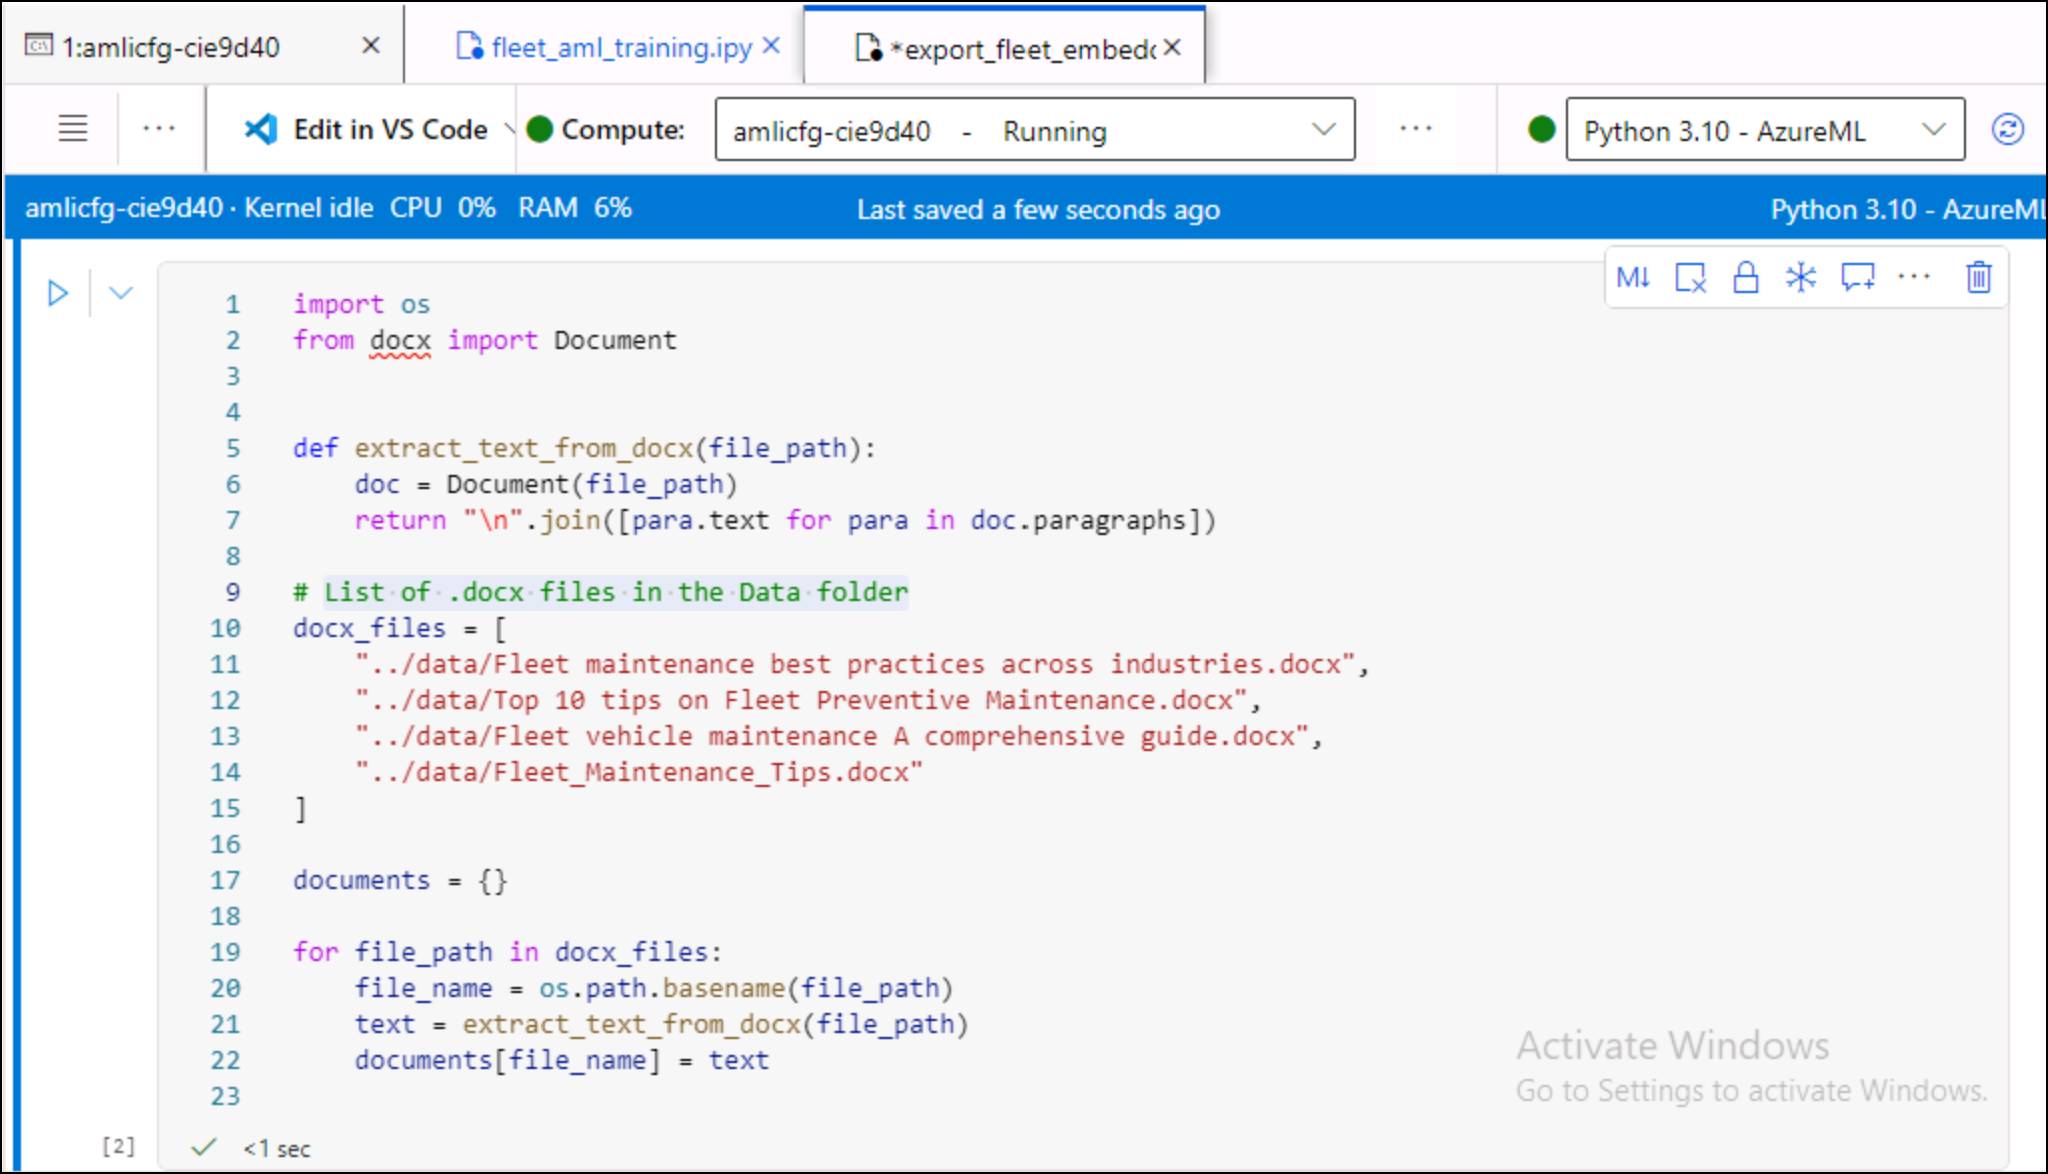 1:amlicfg-cie9d40
fleet_aml_training.ipy
*export_fleet_embedd
Edit in VS Code
Compute:
amlicfg-cie9d40 - Running
Python 3.10 - AzureML
amlicfg-cie9d40 · Kernel idle CPU 0% RAM 6%
Last saved a few seconds ago
Python 3.10 - AzureML
M↓
1 import os
2 from docx import Document
3
4
5 def extract_text_from_docx(file_path):
6     doc = Document(file_path)
7     return "\n".join([para.text for para in doc.paragraphs])
8
9 # List of .docx files in the Data folder
10 docx_files = [
11     "../data/Fleet maintenance best practices across industries.docx",
12     "../data/Top 10 tips on Fleet Preventive Maintenance.docx",
13     "../data/Fleet vehicle maintenance A comprehensive guide.docx",
14     "../data/Fleet_Maintenance_Tips.docx"
15 ]
16
17 documents = {}
18
19 for file_path in docx_files:
20     file_name = os.path.basename(file_path)
21     text = extract_text_from_docx(file_path)
22     documents[file_name] = text
23
Activate Windows
Go to Settings to activate Windows.
[2]
<1 sec